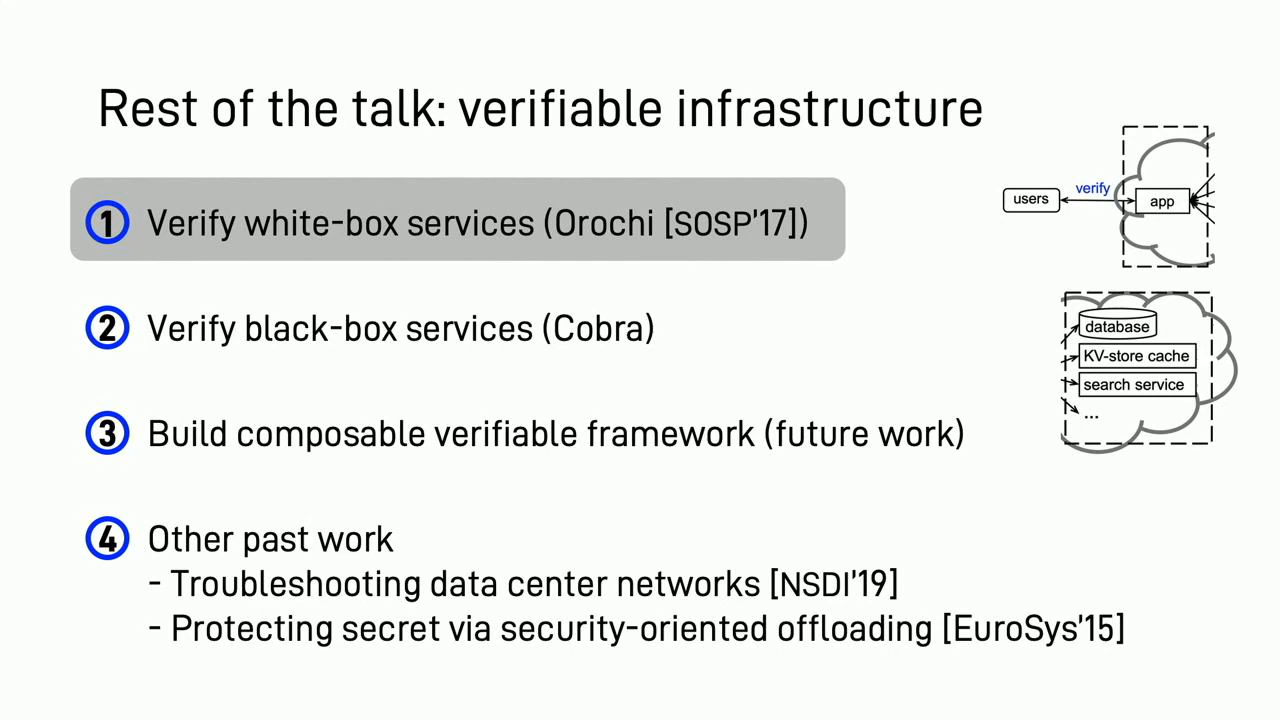 Rest of the talk: verifiable infrastructure
1 Verify white-box services (Orochi [SOSP'17])
users
verify
app
2 Verify black-box services (Cobra)
database
KV-store cache
search service
...
3 Build composable verifiable framework (future work)
4 Other past work
- Troubleshooting data center networks [NSDI'19]
- Protecting secret via security-oriented offloading [EuroSys'15]